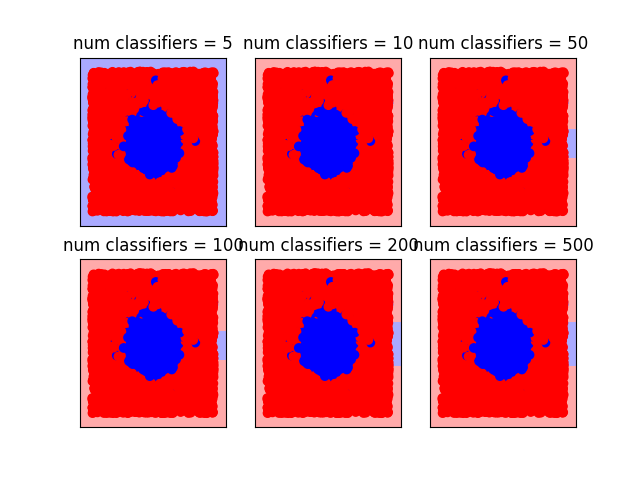 num classifiers = 5
num classifiers = 10
num classifiers = 50
num classifiers = 100
num classifiers = 200
num classifiers = 500